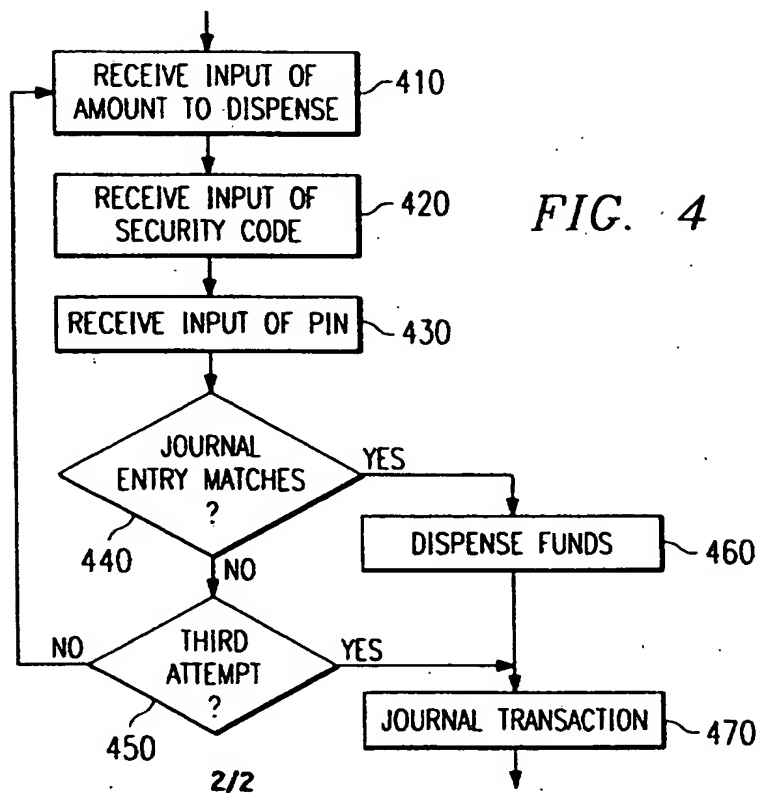 RECEIVE INPUT OF
AMOUNT TO DISPENSE
410
RECEIVE INPUT OF
SECURITY CODE
420
FIG. 4
RECEIVE INPUT OF PIN
430
JOURNAL
ENTRY MATCHES
?
YES
440
NO
DISPENSE FUNDS
460
NO
THIRD
ATTEMPT
?
YES
450
JOURNAL TRANSACTION
470
2/2